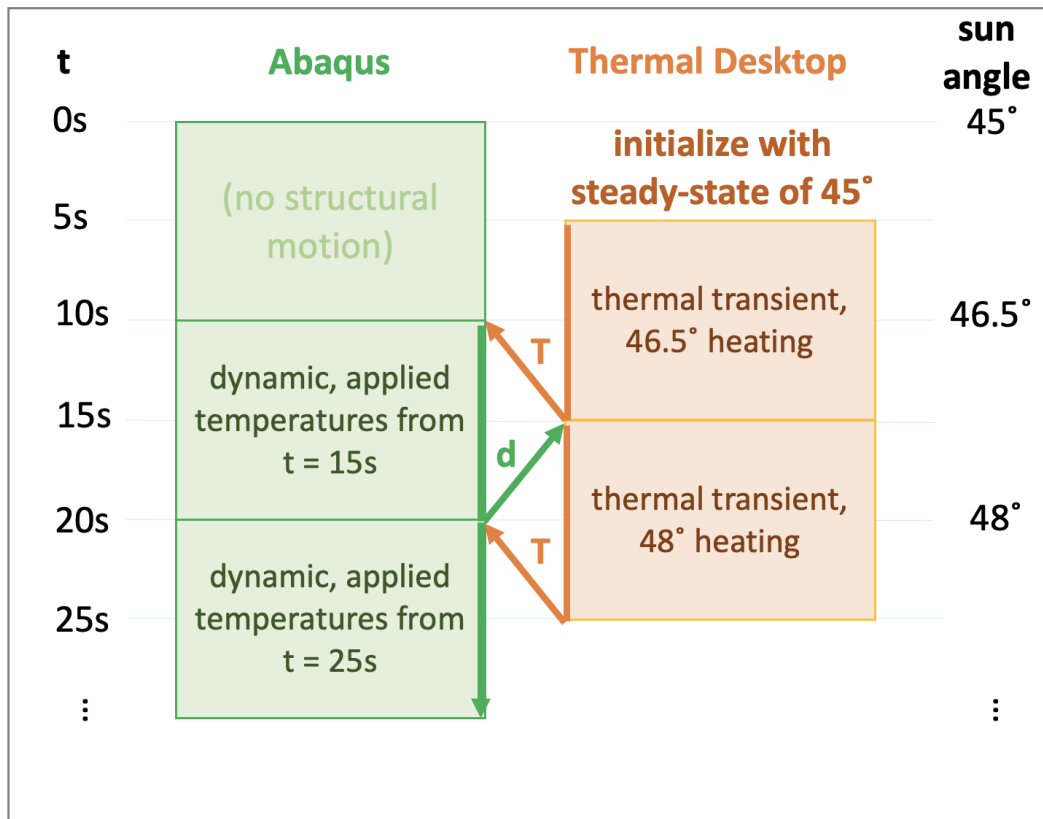 t
Abaqus
Thermal Desktop
sun
angle
0s
45˚
initialize with
steady-state of 45˚
(no structural
motion)
5s
thermal transient,
46.5˚ heating
10s
46.5˚
T
dynamic, applied
temperatures from
t = 15s
15s
d
thermal transient,
48˚ heating
20s
48˚
T
dynamic, applied
temperatures from
t = 25s
25s
⋮
⋮